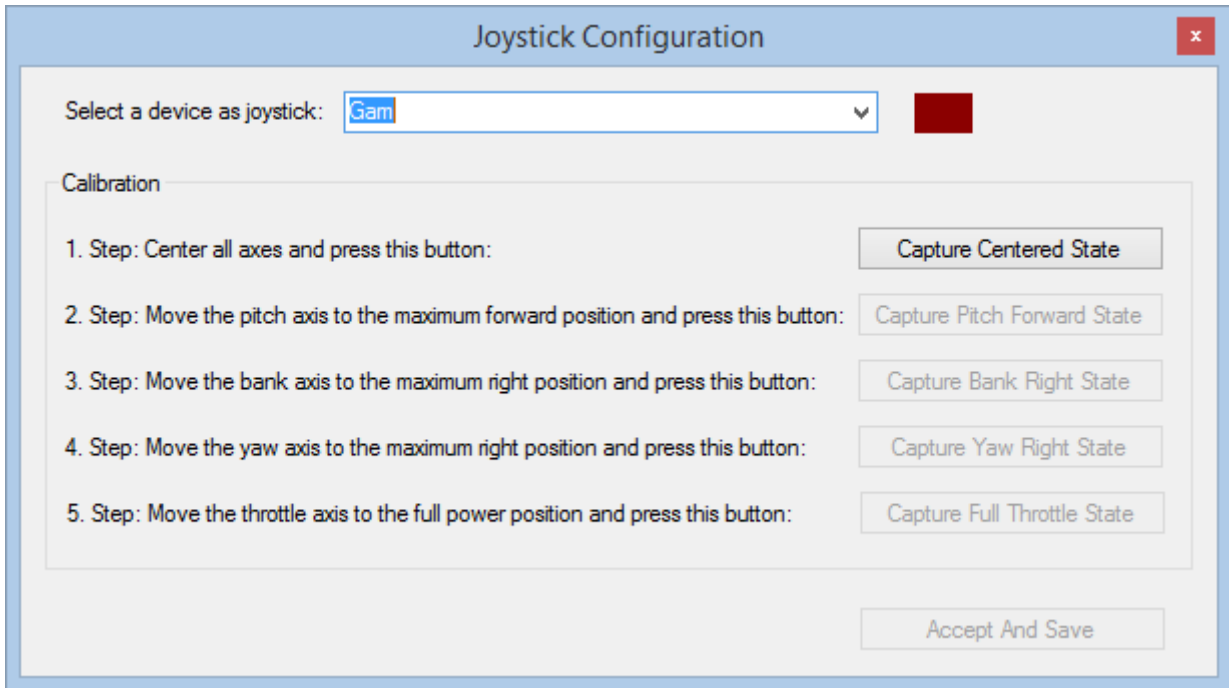 Joystick Configuration
x
Select a device as joystick: Gam
Calibration
1. Step: Center all axes and press this button: Capture Centered State
2. Step: Move the pitch axis to the maximum forward position and press this button: Capture Pitch Forward State
3. Step: Move the bank axis to the maximum right position and press this button: Capture Bank Right State
4. Step: Move the yaw axis to the maximum right position and press this button: Capture Yaw Right State
5. Step: Move the throttle axis to the full power position and press this button: Capture Full Throttle State
Accept And Save